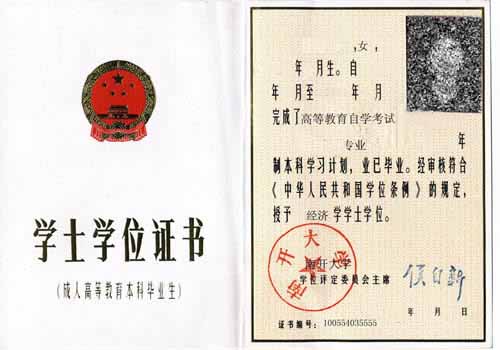 学士学位证书
(成人高等教育本科毕业生)
,女,
年 月生。自
年 月至 年 月
完成了高等教育自学考试
专业 年
制本科学习计划,业已毕业。经审核符合
《中华人民共和国学位条例》的规定,
授予 经济 学学士学位。
南开大学
南开大学
学位评定委员会主席
侯自新
年 月 日
证书编号:100554035555